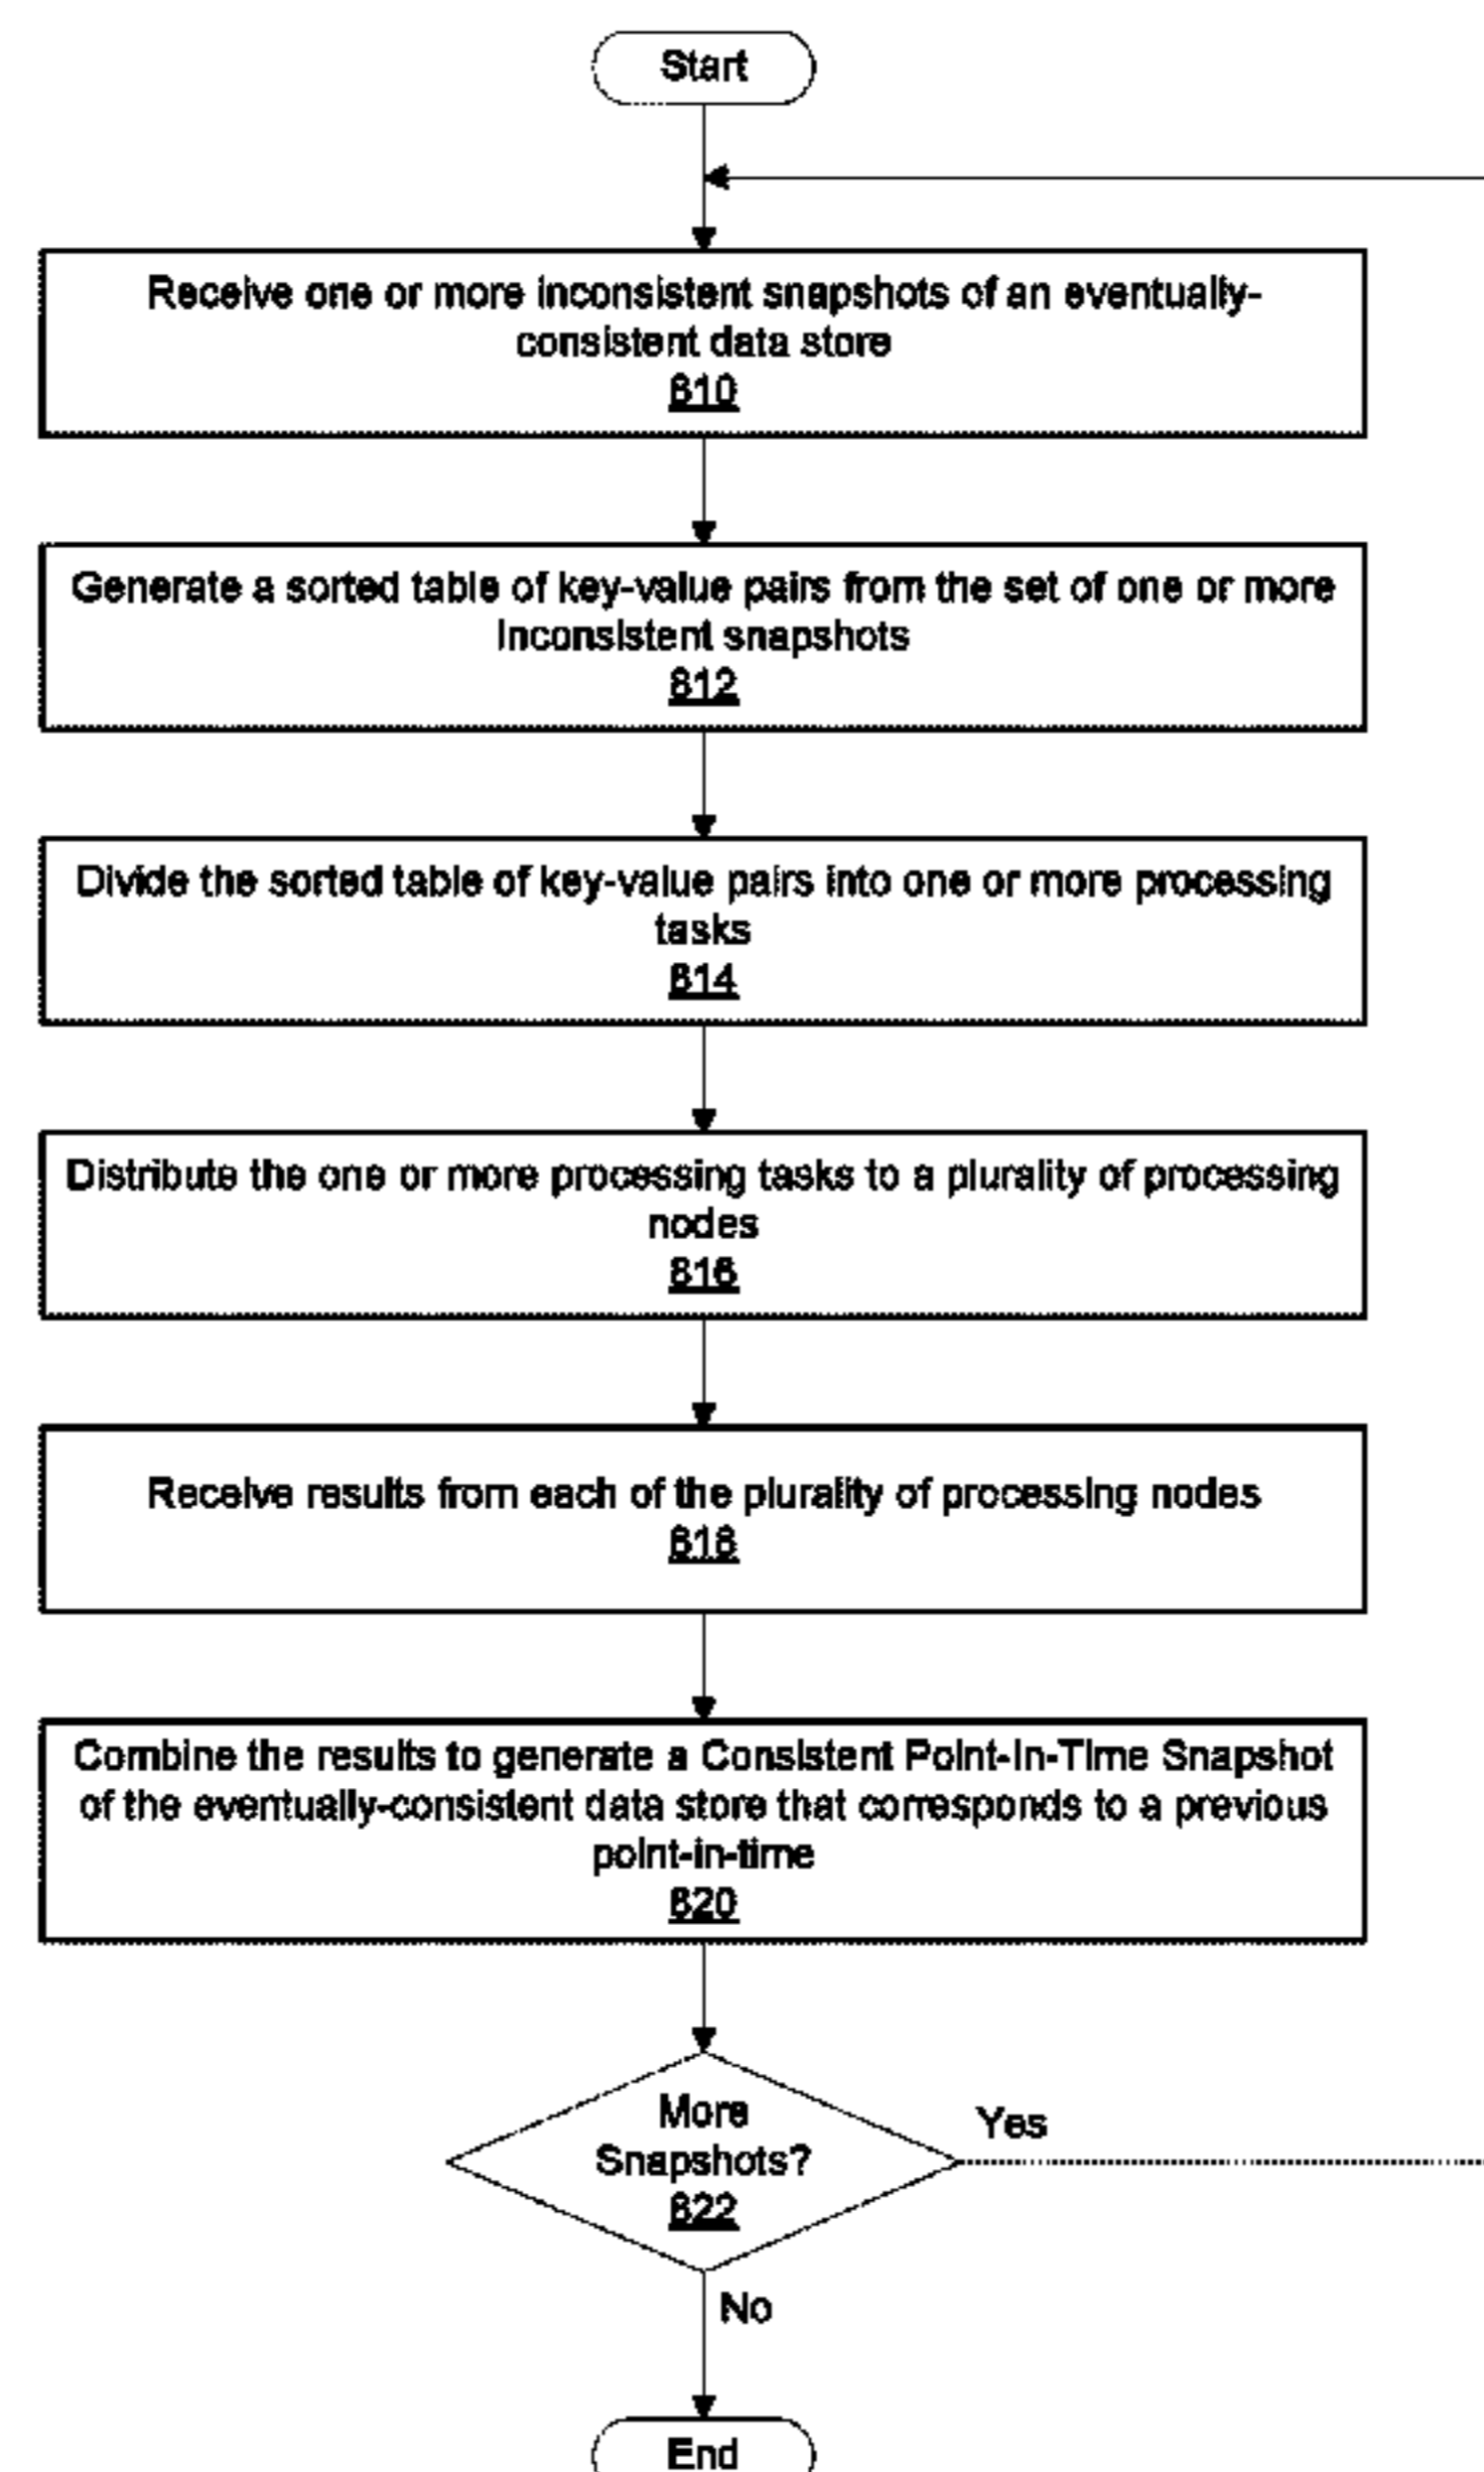 Start
Receive one or more inconsistent snapshots of an eventually-
consistent data store
810
Generate a sorted table of key-value pairs from the set of one or more
inconsistent snapshots
812
Divide the sorted table of key-value pairs into one or more processing
tasks
814
Distribute the one or more processing tasks to a plurality of processing
nodes
816
Receive results from each of the plurality of processing nodes
818
Combine the results to generate a Consistent Point-In-Time Snapshot
of the eventually-consistent data store that corresponds to a previous
point-in-time
820
More
Snapshots?
822
Yes
No
End